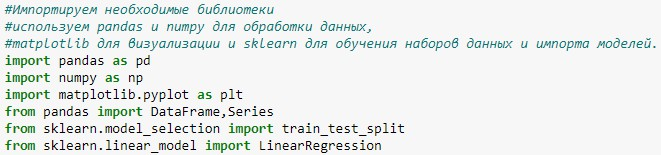 #Импортируем необходимые библиотеки
#используем pandas и numpy для обработки данных,
#matplotlib для визуализации и sklearn для обучения наборов данных и импорта моделей.
import pandas as pd
import numpy as np
import matplotlib.pyplot as plt
from pandas import DataFrame,Series
from sklearn.model_selection import train_test_split
from sklearn.linear_model import LinearRegression